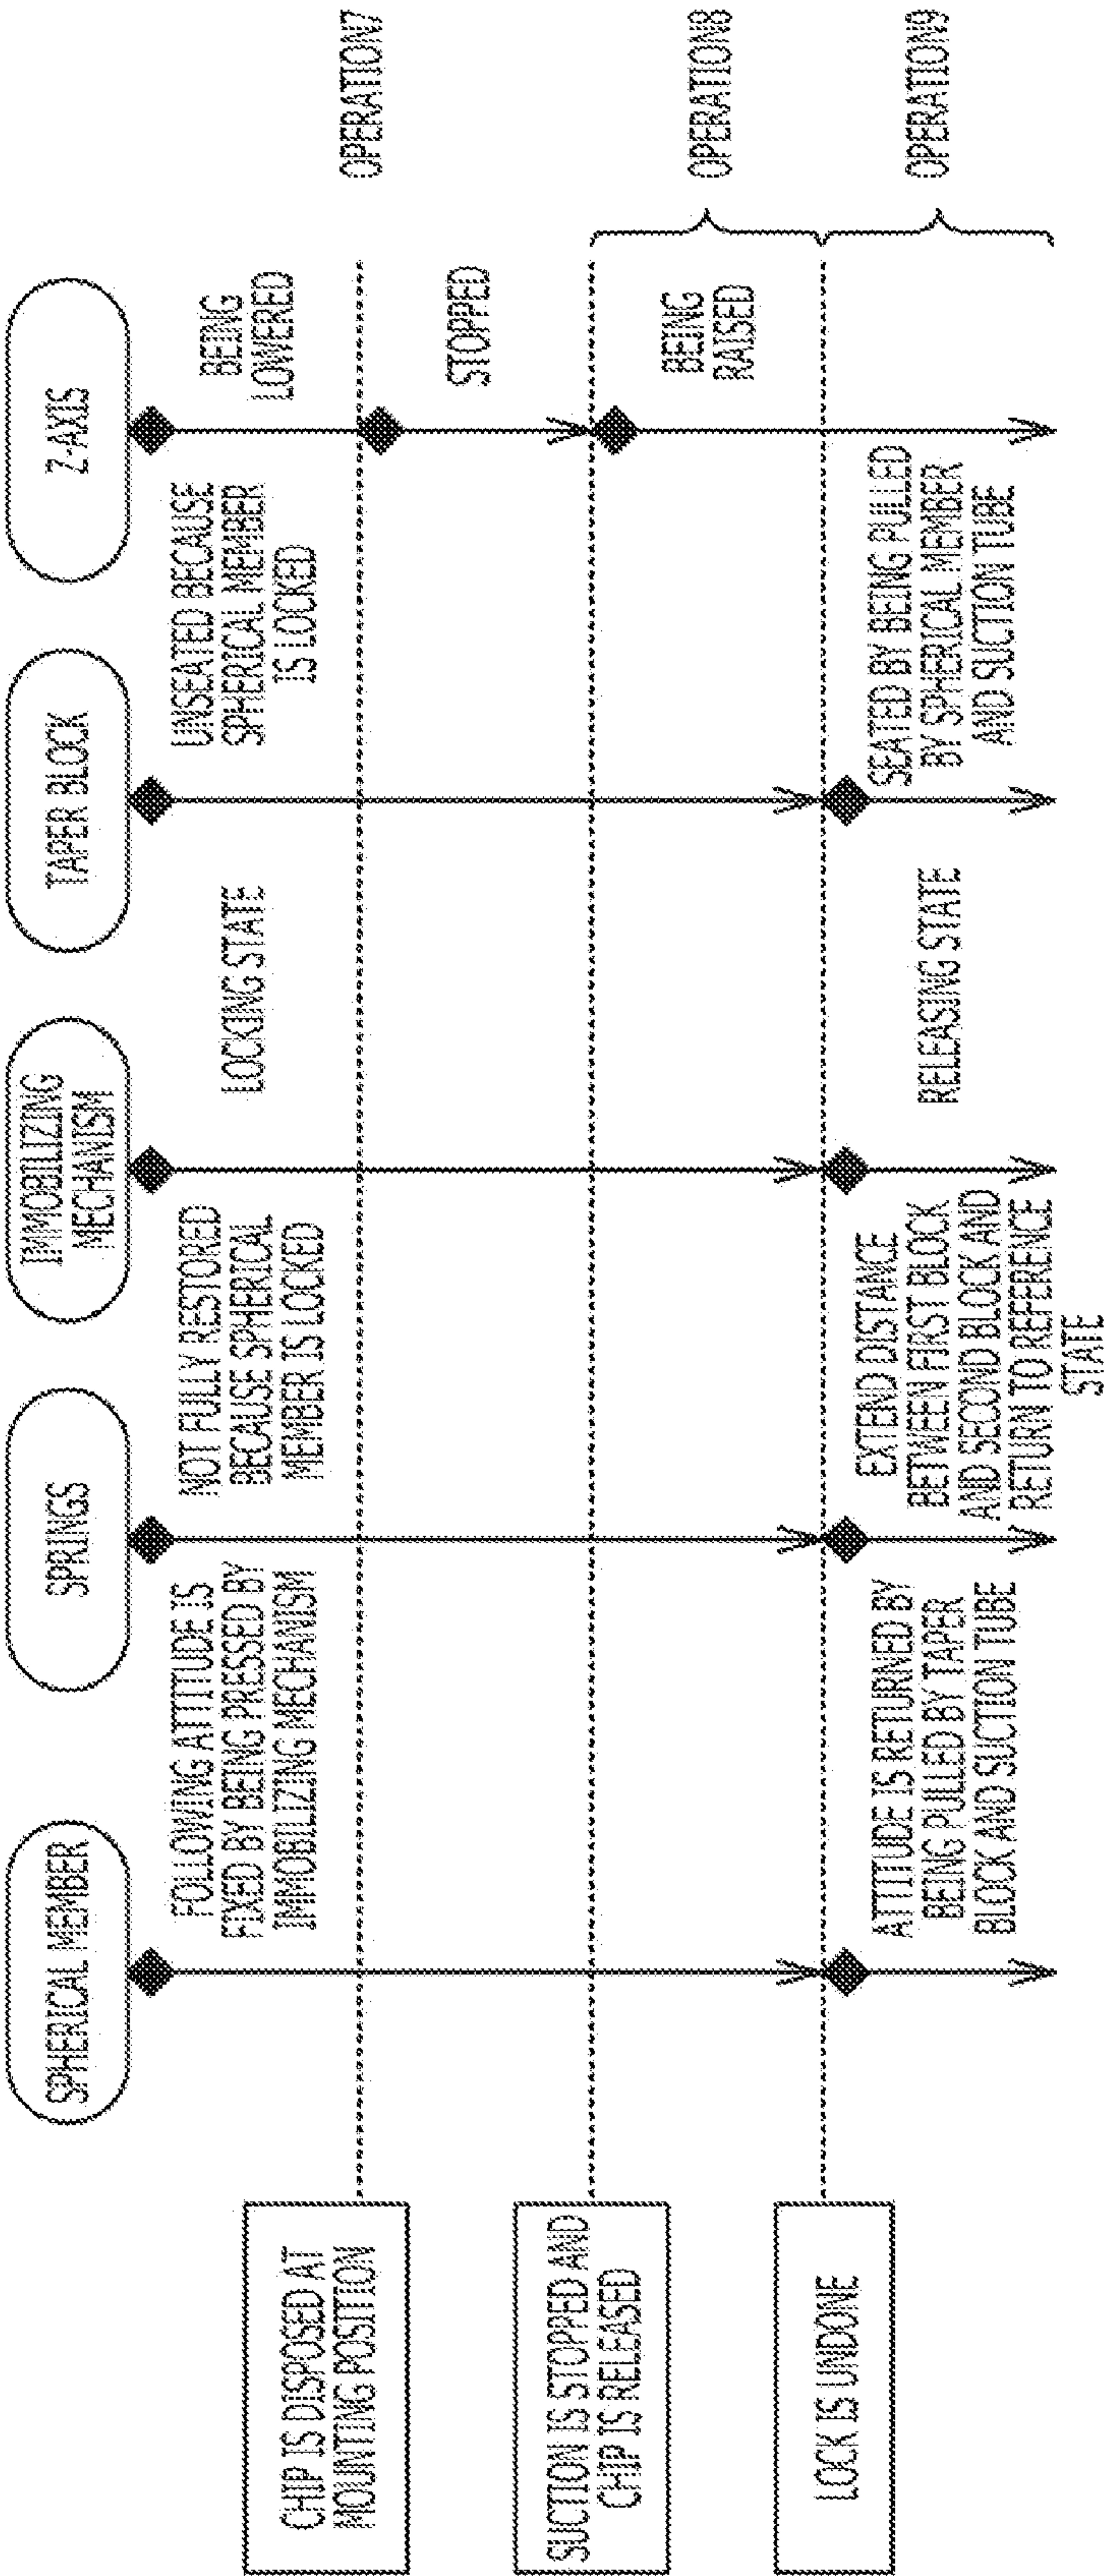 SPHERICAL MEMBER
SPRINGS
IMMOBILIZING
MECHANISM
TAPER BLOCK
Z-AXIS
FOLLOWING ATTITUDE IS
FIXED BY BEING PRESSED BY
IMMOBILIZING MECHANISM
NOT FULLY RESTORED
BECAUSE SPHERICAL
MEMBER IS LOCKED
LOCKING STATE
UNSEATED BECAUSE
SPHERICAL MEMBER
IS LOCKED
BEING
LOWERED
CHIP IS DISPOSED AT
MOUNTING POSITION
OPERATION7
STOPPED
SUCTION IS STOPPED AND
CHIP IS RELEASED
BEING
RAISED
OPERATION8
LOCK IS UNDONE
ATTITUDE IS RETURNED BY
BEING PULLED BY TAPER
BLOCK AND SUCTION TUBE
EXTEND DISTANCE
BETWEEN FIRST BLOCK
AND SECOND BLOCK AND
RETURN TO REFERENCE
STATE
RELEASING STATE
SEATED BY BEING PULLED
BY SPHERICAL MEMBER
AND SUCTION TUBE
OPERATION9